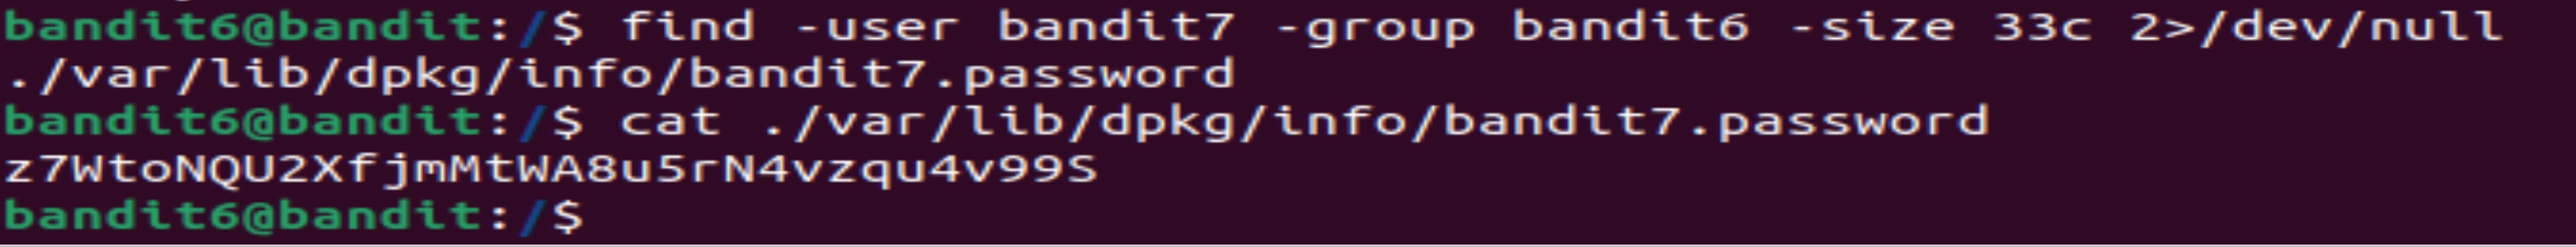 bandit6@bandit:/$ find -user bandit7 -group bandit6 -size 33c 2>/dev/null
./var/lib/dpkg/info/bandit7.password
bandit6@bandit:/$ cat ./var/lib/dpkg/info/bandit7.password
z7WtoNQU2XfjmMtWA8u5rN4vzqu4v99S
bandit6@bandit:/$